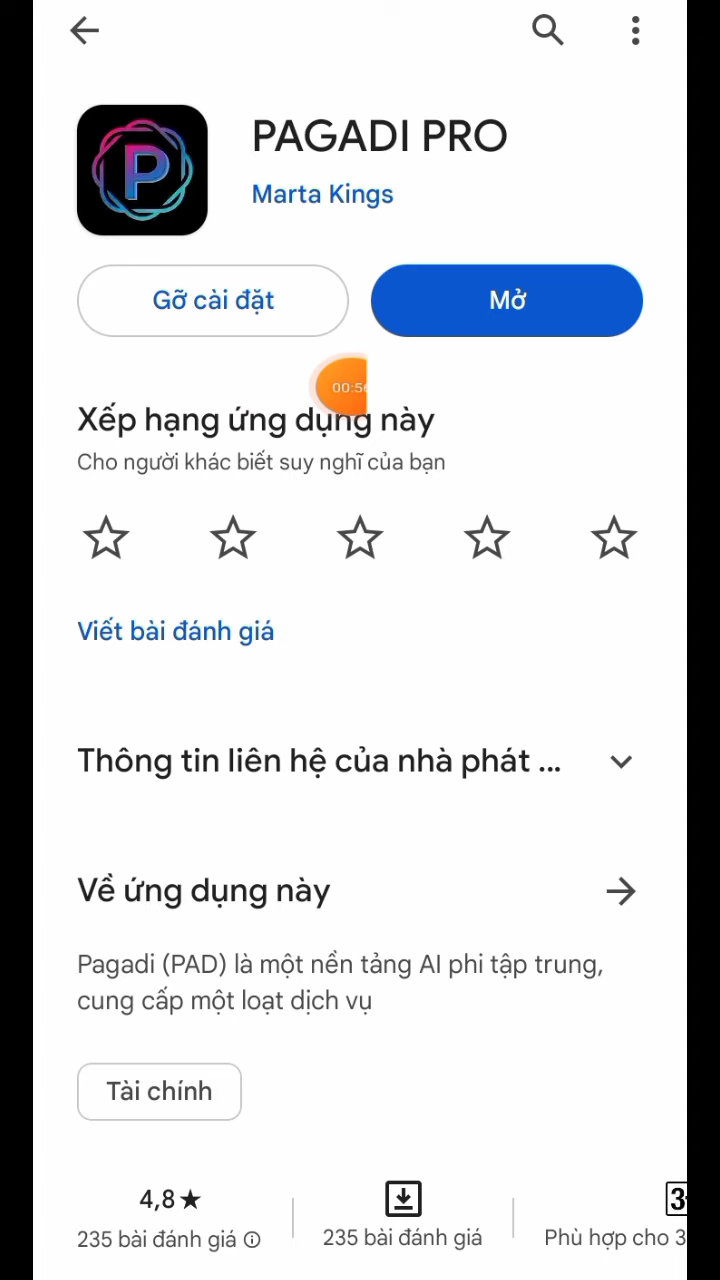 PAGADI PRO
Marta Kings
P
Gỡ cài đặt
Mở
00:56
Xếp hạng ứng dụng này
Cho người khác biết suy nghĩ của bạn
Viết bài đánh giá
Thông tin liên hệ của nhà phát ...
Về ứng dụng này
Pagadi (PAD) là một nền tảng AI phi tập trung,
cung cấp một loạt dịch vụ
Tài chính
4,8★
3
235 bài đánh giá
235 bài đánh giá
Phù hợp cho 3